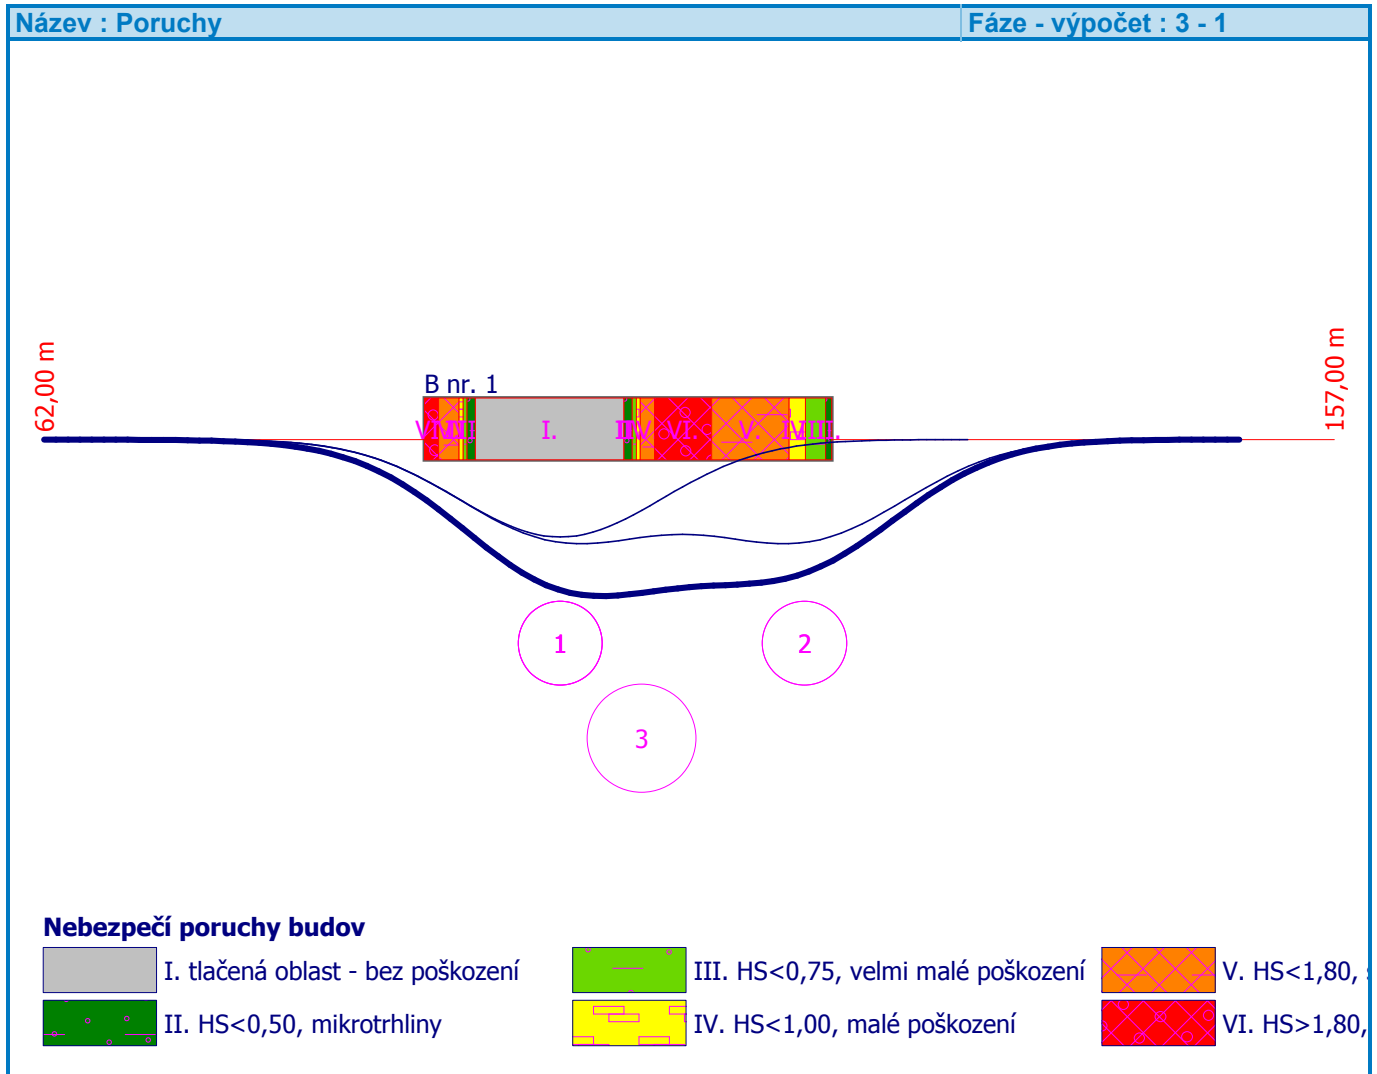 Název : Poruchy
Fáze - výpočet : 3 - 1
62,00 m
157,00 m
B nr. 1
I.
V.
VI.
V.
1
2
3
Nebezpečí poruchy budov
I. tlačená oblast - bez poškození
III. HS<0,75, velmi malé poškození
V. HS<1,80,
II. HS<0,50, mikrotrhliny
IV. HS<1,00, malé poškození
VI. HS>1,80,